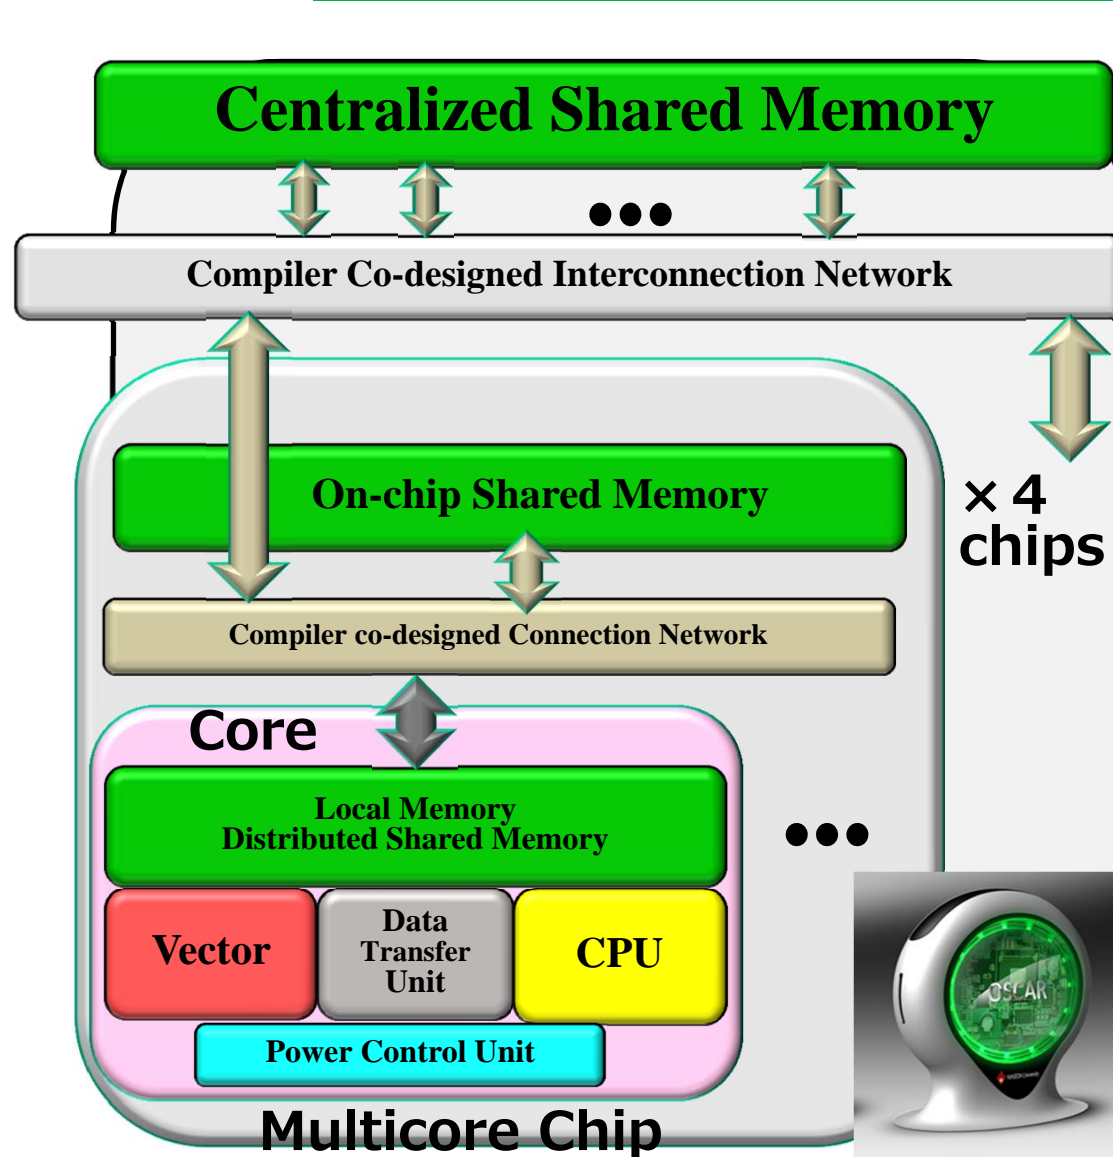 Centralized Shared Memory
•••
Compiler Co-designed Interconnection Network
On-chip Shared Memory
×4
chips
Compiler co-designed Connection Network
Core
Local Memory
Distributed Shared Memory
•••
Vector
Data
Transfer
Unit
CPU
OSCAR
Power Control Unit
Multicore Chip